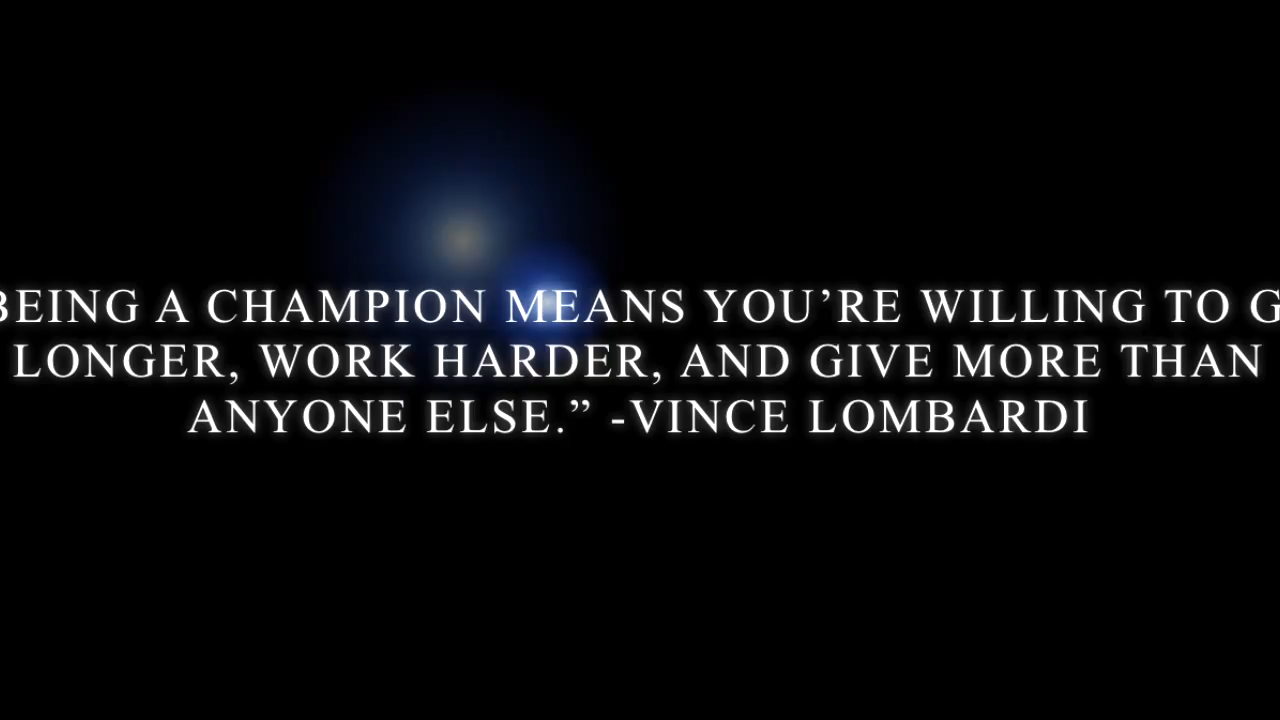 BEING A CHAMPION MEANS YOU’RE WILLING TO G
LONGER, WORK HARDER, AND GIVE MORE THAN
ANYONE ELSE.” -VINCE LOMBARDI